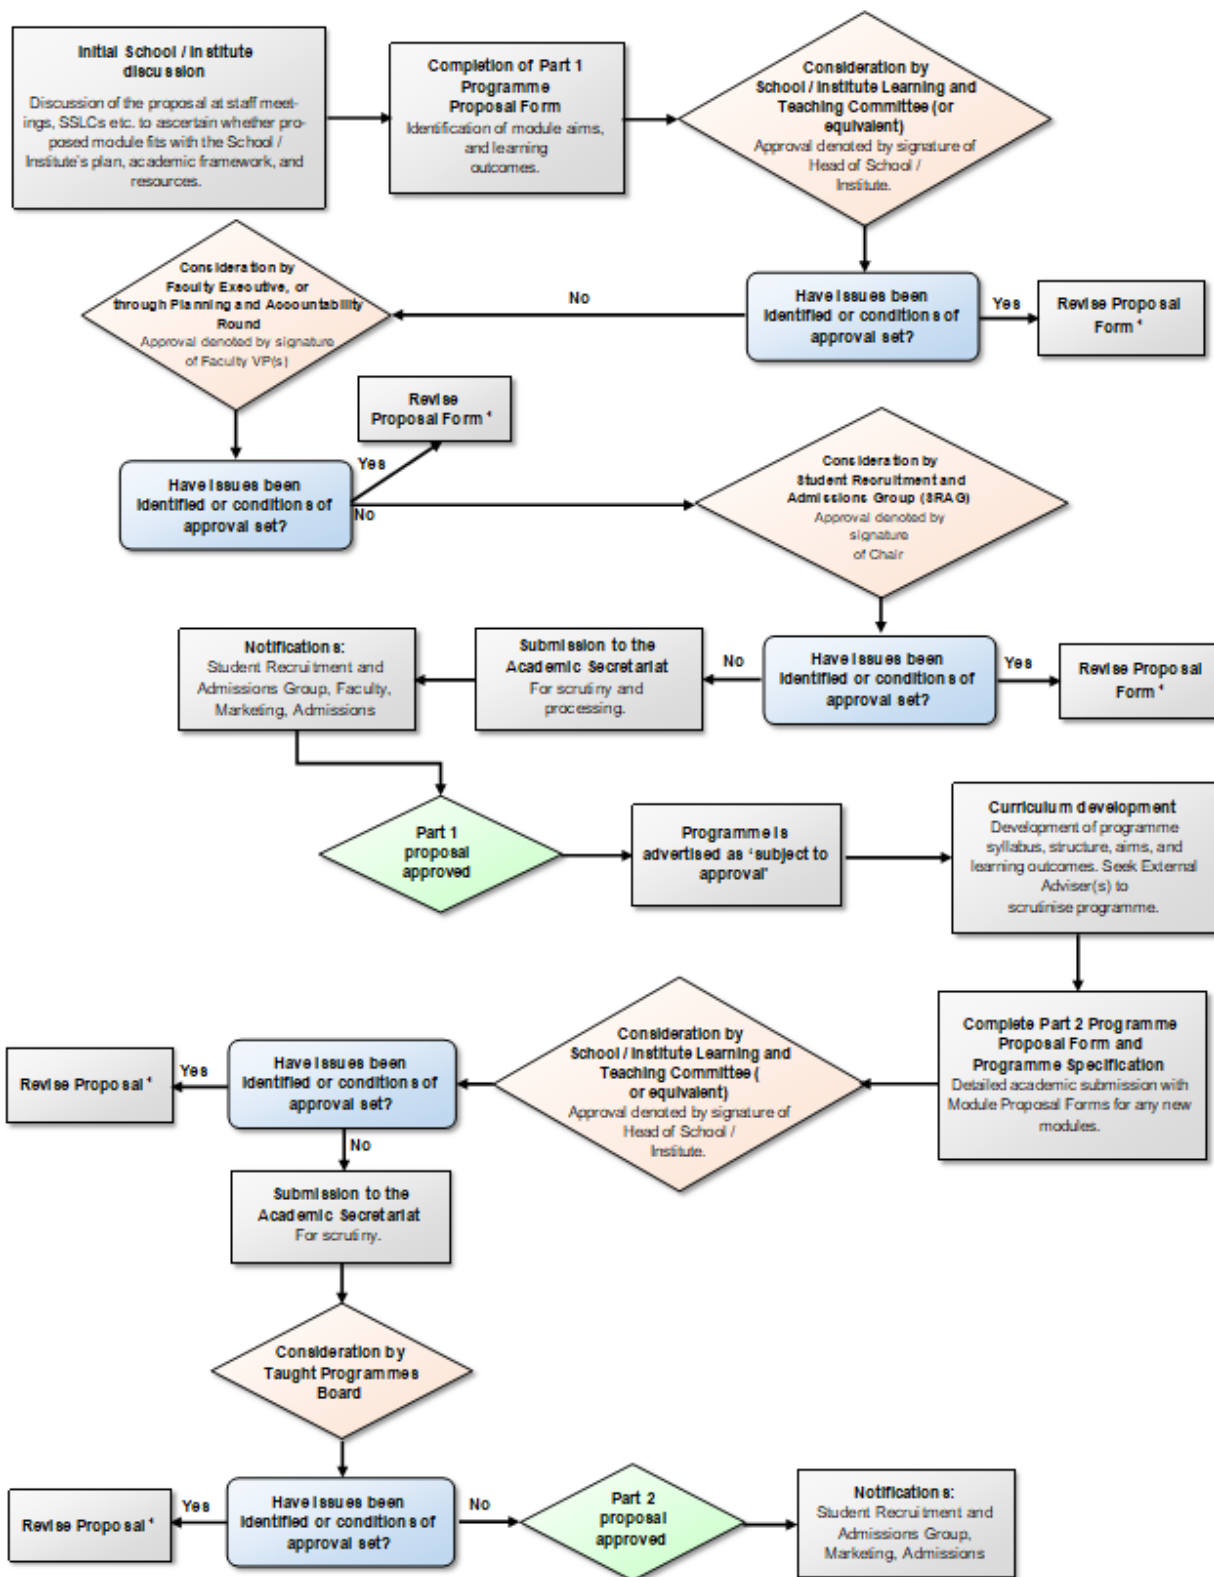 Initial School / Institute
discussion
Discussion of the proposal at staff meet-
ings, SSLCs etc. to ascertain whether pro-
posed module fits with the School /
Institute's plan, academic framework, and
resources.
Completion of Part 1
Programme
Proposal Form
Identification of module aims,
and learning
outcomes.
Consideration by
School / Institute Learning and
Teaching Committee (or
equivalent)
Approval denoted by signature of
Head of School /
Institute.
Have issues been
identified or conditions of
approval set?
Yes
Revise Proposal
Form *
No
Consideration by
Faculty Executive, or
through Planning and Accountability
Round
Approval denoted by signature
of Faculty VP(s)
Have issues been
identified or conditions of
approval set?
Yes
Revise
Proposal Form *
No
Consideration by
Student Recruitment and
Admissions Group (SRAG)
Approval denoted by
signature
of Chair
Have issues been
identified or conditions of
approval set?
Yes
Revise Proposal
Form *
No
Submission to the
Academic Secretariat
For scrutiny and
processing.
Notifications:
Student Recruitment and
Admissions Group, Faculty,
Marketing, Admissions
Part 1
proposal
approved
Programme is
advertised as 'subject to
approval'
Curriculum development
Development of programme
syllabus, structure, aims, and
learning outcomes. Seek External
Adviser(s) to
scrutinise programme.
Complete Part 2 Programme
Proposal Form and
Programme Specification
Detailed academic submission with
Module Proposal Forms for any new
modules.
Consideration by
School / Institute Learning and
Teaching Committee (
or equivalent)
Approval denoted by signature of
Head of School /
Institute.
Have issues been
identified or conditions of
approval set?
Yes
Revise Proposal *
No
Submission to the
Academic Secretariat
For scrutiny.
Consideration by
Taught Programmes
Board
Have issues been
identified or conditions of
approval set?
Yes
Revise Proposal *
No
Part 2
proposal
approved
Notifications:
Student Recruitment and
Admissions Group,
Marketing, Admissions